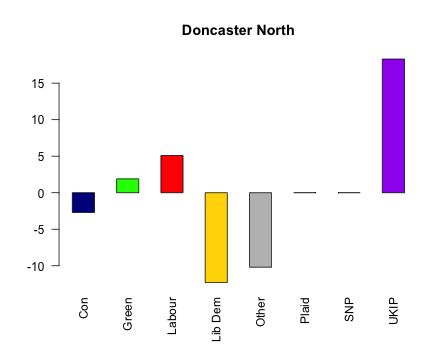 Doncaster North
15
10
5
0
-5
-10
Con
Green
Labour
Lib Dem
Other
Plaid
SNP
UKIP